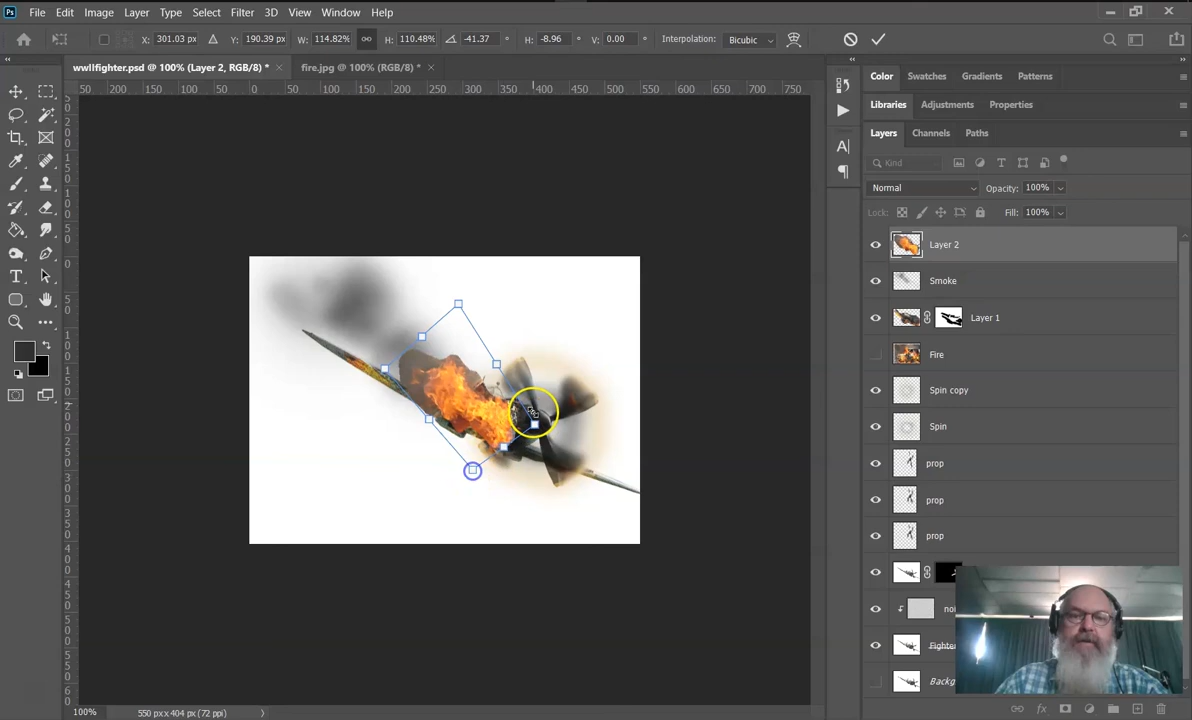 Ps File Edit Image Layer Type Select Filter 3D View Window Help
X: 301.03 px Y: 190.39 px W: 114.82% H: 110.48% -41.37 ° H: -8.96 ° V: 0.00 ° Interpolation: Bicubic
wwllfighter.psd @ 100% (Layer 2, RGB/8) * × fire.jpg @ 100% (RGB/8) * ×
50 200 150 100 50 0 50 100 150 200 250 300 350 400 450 500 550 600 650 700 750
Color Swatches Gradients Patterns
Libraries Adjustments Properties
Layers Channels Paths
Kind
Normal Opacity: 100%
Lock: Fill: 100%
Layer 2
Smoke
Layer 1
Fire
Spin copy
Spin
prop
prop
prop
Fighter
100% 550 px x 404 px (72 ppi)